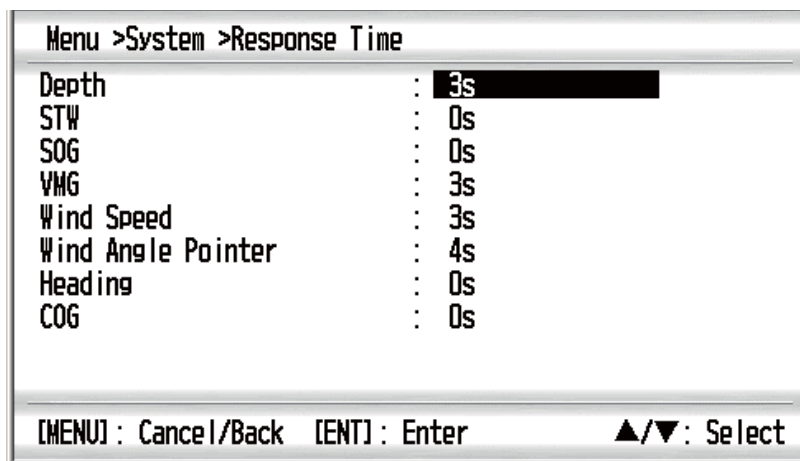 Menu >System >Response Time
Depth : 3s
STW : 0s
SOG : 0s
VMG : 3s
Wind Speed : 3s
Wind Angle Pointer : 4s
Heading : 0s
COG : 0s
[MENU] : Cancel/Back [ENT] : Enter ▲/▼: Select